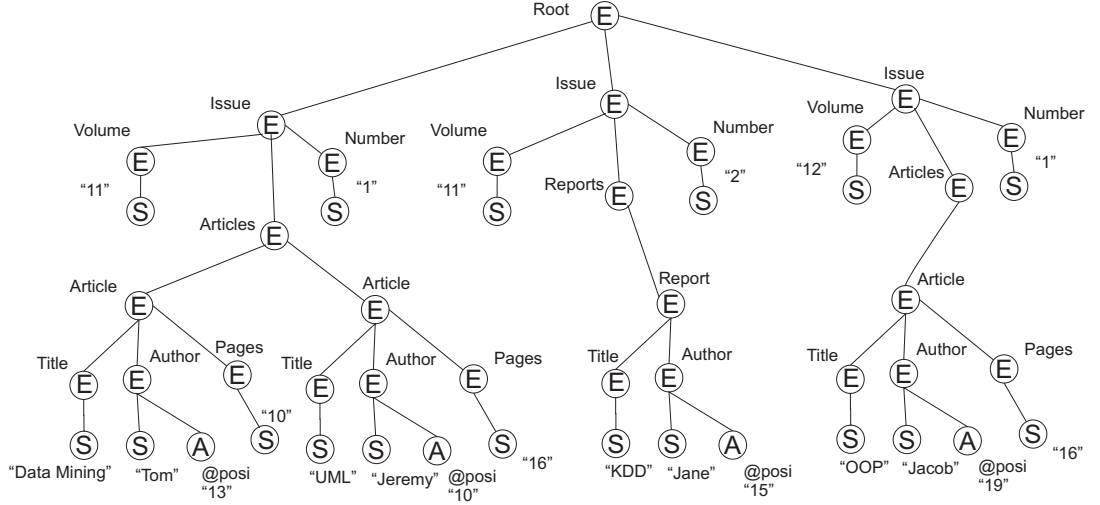 Root E
Issue E
Issue E
Issue E
Volume E
Number E
Volume E
Number E
Volume E
Number E
"11" S
"1" S
"11" S
"2" S
"12" S
"1" S
Articles E
Reports E
Articles E
Article E
Article E
Report E
Article E
Title E
Author E
Pages E
Title E
Author E
Pages E
Title E
Author E
Title E
Author E
Pages E
S
S
A
"10" S
S
S
A
S
S
S
A
S
S
A
S
"Data Mining"
"Tom"
@posi
"13"
"UML"
"Jeremy"
@posi
"10"
"16"
"KDD"
"Jane"
@posi
"15"
"OOP"
"Jacob"
@posi
"19"
"16"